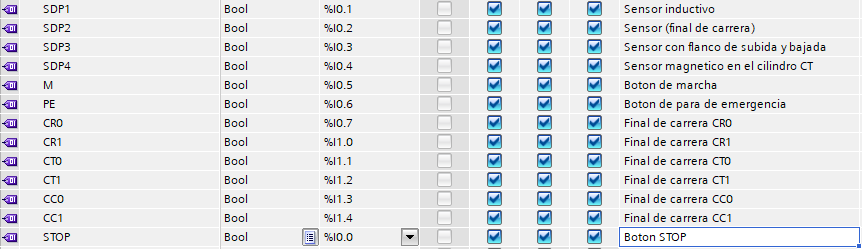 SDP1 Bool %I0.1 Sensor inductivo
SDP2 Bool %I0.2 Sensor (final de carrera)
SDP3 Bool %I0.3 Sensor con flanco de subida y bajada
SDP4 Bool %I0.4 Sensor magnetico en el cilindro CT
M Bool %I0.5 Boton de marcha
PE Bool %I0.6 Boton de para de emergencia
CR0 Bool %I0.7 Final de carrera CR0
CR1 Bool %I1.0 Final de carrera CR1
CT0 Bool %I1.1 Final de carrera CT0
CT1 Bool %I1.2 Final de carrera CT1
CC0 Bool %I1.3 Final de carrera CC0
CC1 Bool %I1.4 Final de carrera CC1
STOP Bool %I0.0 Boton STOP